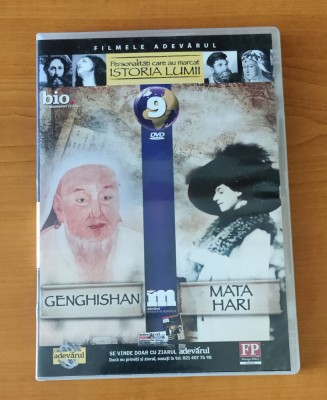 FILMELE ADEVĂRUL
Personalităţi care au marcat
ISTORIA LUMII
bio
9
DVD
GENGHISHAN
im
MATA
HARI
adevărul
SE VINDE DOAR CU ZIARUL adevărul
FP